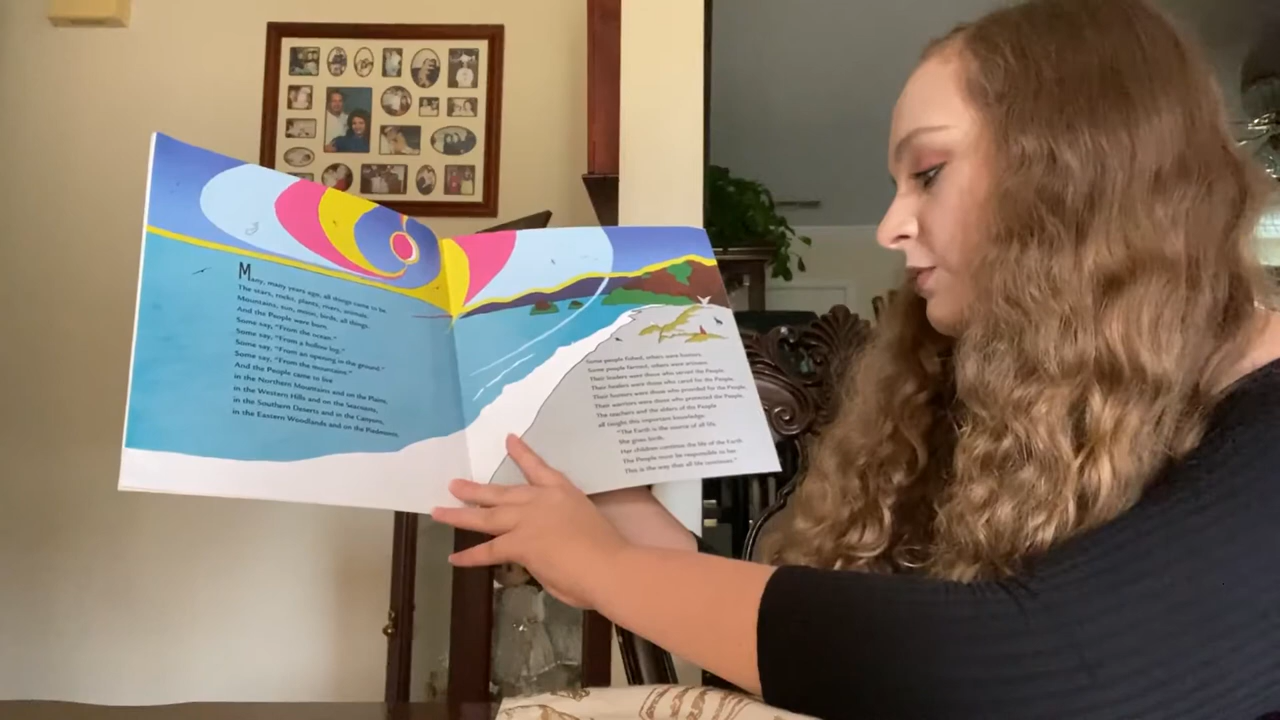 Many, many years ago, all things came to be.
The stars, rocks, plants, rivers, animals.
Mountains, sun, moon, birds, all things.
And the People were born.
Some say, "From the ocean."
Some say, "From a hollow log."
Some say, "From an opening in the ground."
Some say, "From the mountains."
And the People came to live
in the Northern Mountains and on the Plains,
in the Western Hills and on the Seacoasts,
in the Southern Deserts and in the Canyons,
in the Eastern Woodlands and on the Piedmonts.
Some people fished, others were hunters.
Some people farmed, others were artisans.
Their leaders were those who served the People.
Their healers were those who cared for the People.
Their hunters were those who provided for the People.
Their warriors were those who protected the People.
The teachers and the elders of the People
all taught this important knowledge:
"The Earth is the source of all life.
She gives birth.
Her children continue the life of the Earth.
The People must be responsible to her.
This is the way that all life continues."